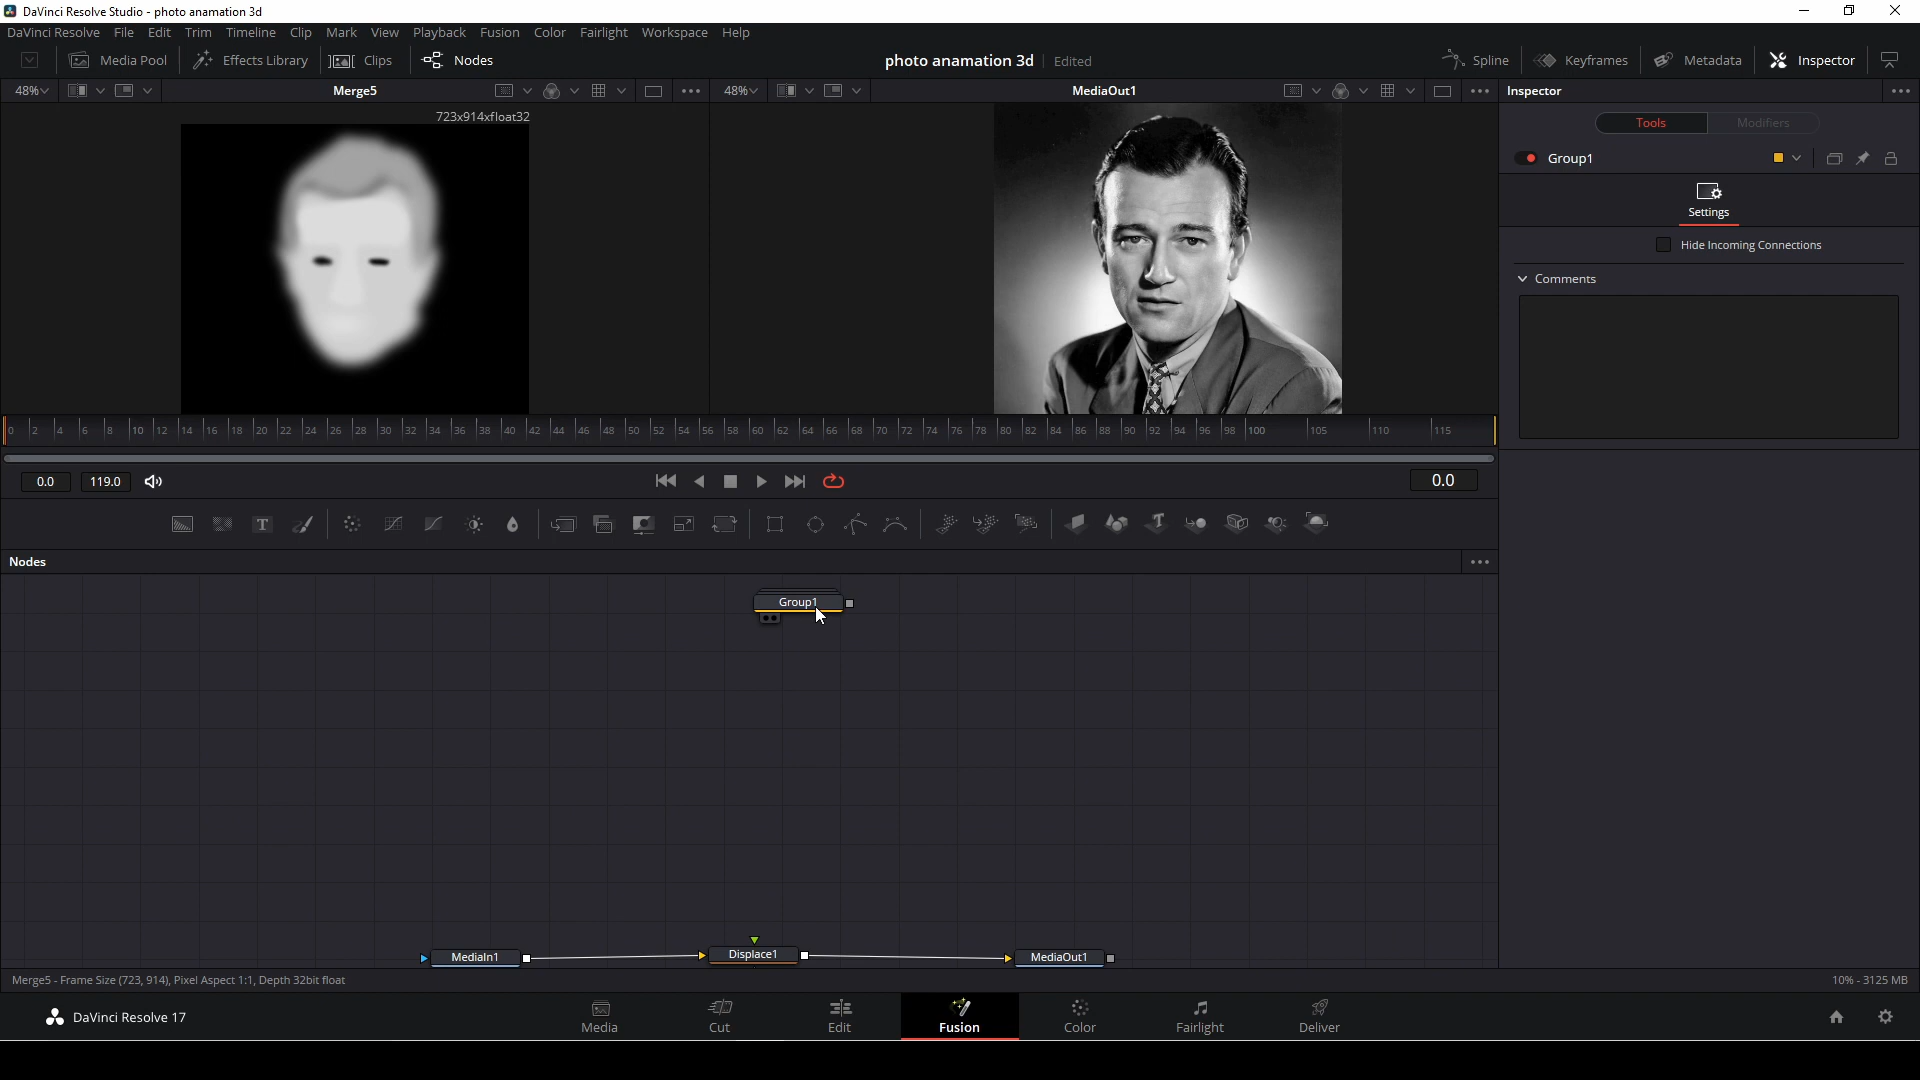 DaVinci Resolve Studio - photo anamation 3d
DaVinci Resolve File Edit Trim Timeline Clip Mark View Playback Fusion Color Fairlight Workspace Help
Media Pool Effects Library Clips Nodes photo anamation 3d Edited Spline Keyframes Metadata Inspector
48% Merge5 48% MediaOut1 Inspector
723x914xfloat32
Tools Modifiers
Group1
Settings
Hide Incoming Connections
Comments
0 2 4 6 8 10 12 14 16 18 20 22 24 26 28 30 32 34 36 38 40 42 44 46 48 50 52 54 56 58 60 62 64 66 68 70 72 74 76 78 80 82 84 86 88 90 92 94 96 98 100 105 110 115
0.0 119.0 0.0
Nodes
Group1
MediaIn1 Displace1 MediaOut1
Merge5 - Frame Size (723, 914), Pixel Aspect 1:1, Depth 32bit float 10% - 3125 MB
DaVinci Resolve 17 Media Cut Edit Fusion Color Fairlight Deliver